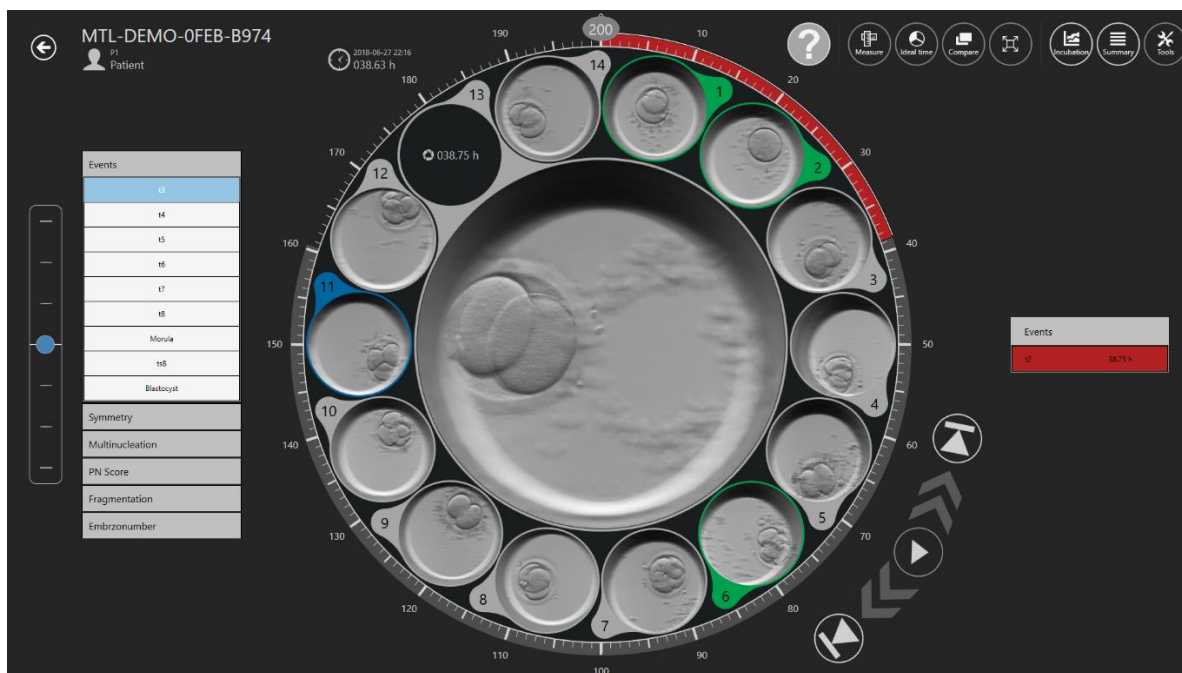 MTL-DEMO-0FEB-B974
P1
Patient
2018-06-27 22:16
038.63 h
Measure
Ideal time
Compare
Incubation
Summary
Tools
?
Events
t3
t4
t5
t6
t7
t8
Morula
tsB
Blastocyst
Symmetry
Multinucleation
PN Score
Fragmentation
Embrzonumber
0
200
10
20
30
40
50
60
70
80
90
100
110
120
130
140
150
160
170
180
190
1
2
3
4
5
6
7
8
9
10
11
12
13
038.75 h
14
Events
t2 38.75 h